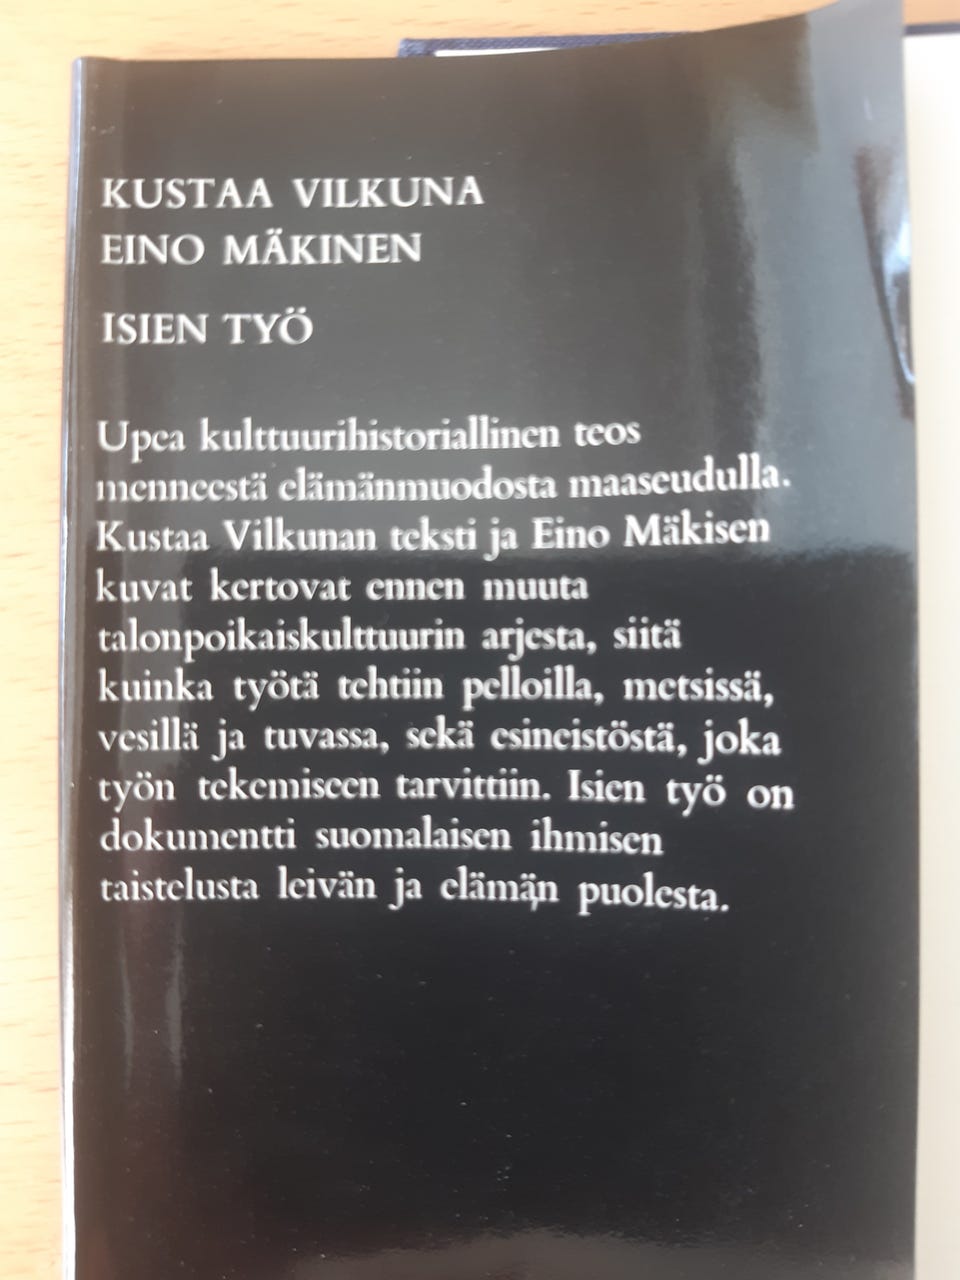 KUSTAA VILKUNA
EINO MÄKINEN
ISIEN TYÖ
Upea kulttuurihistoriallinen teos
menneestä elämänmuodosta maaseudulla.
Kustaa Vilkunan teksti ja Eino Mäkisen
kuvat kertovat ennen muuta
talonpoikaiskulttuurin arjesta, siitä
kuinka työtä tehtiin pelloilla, metsissä,
vesillä ja tuvassa, sekä esineistöstä, joka
työn tekemiseen tarvittiin. Isien työ on
dokumentti suomalaisen ihmisen
taistelusta leivän ja elämän puolesta.